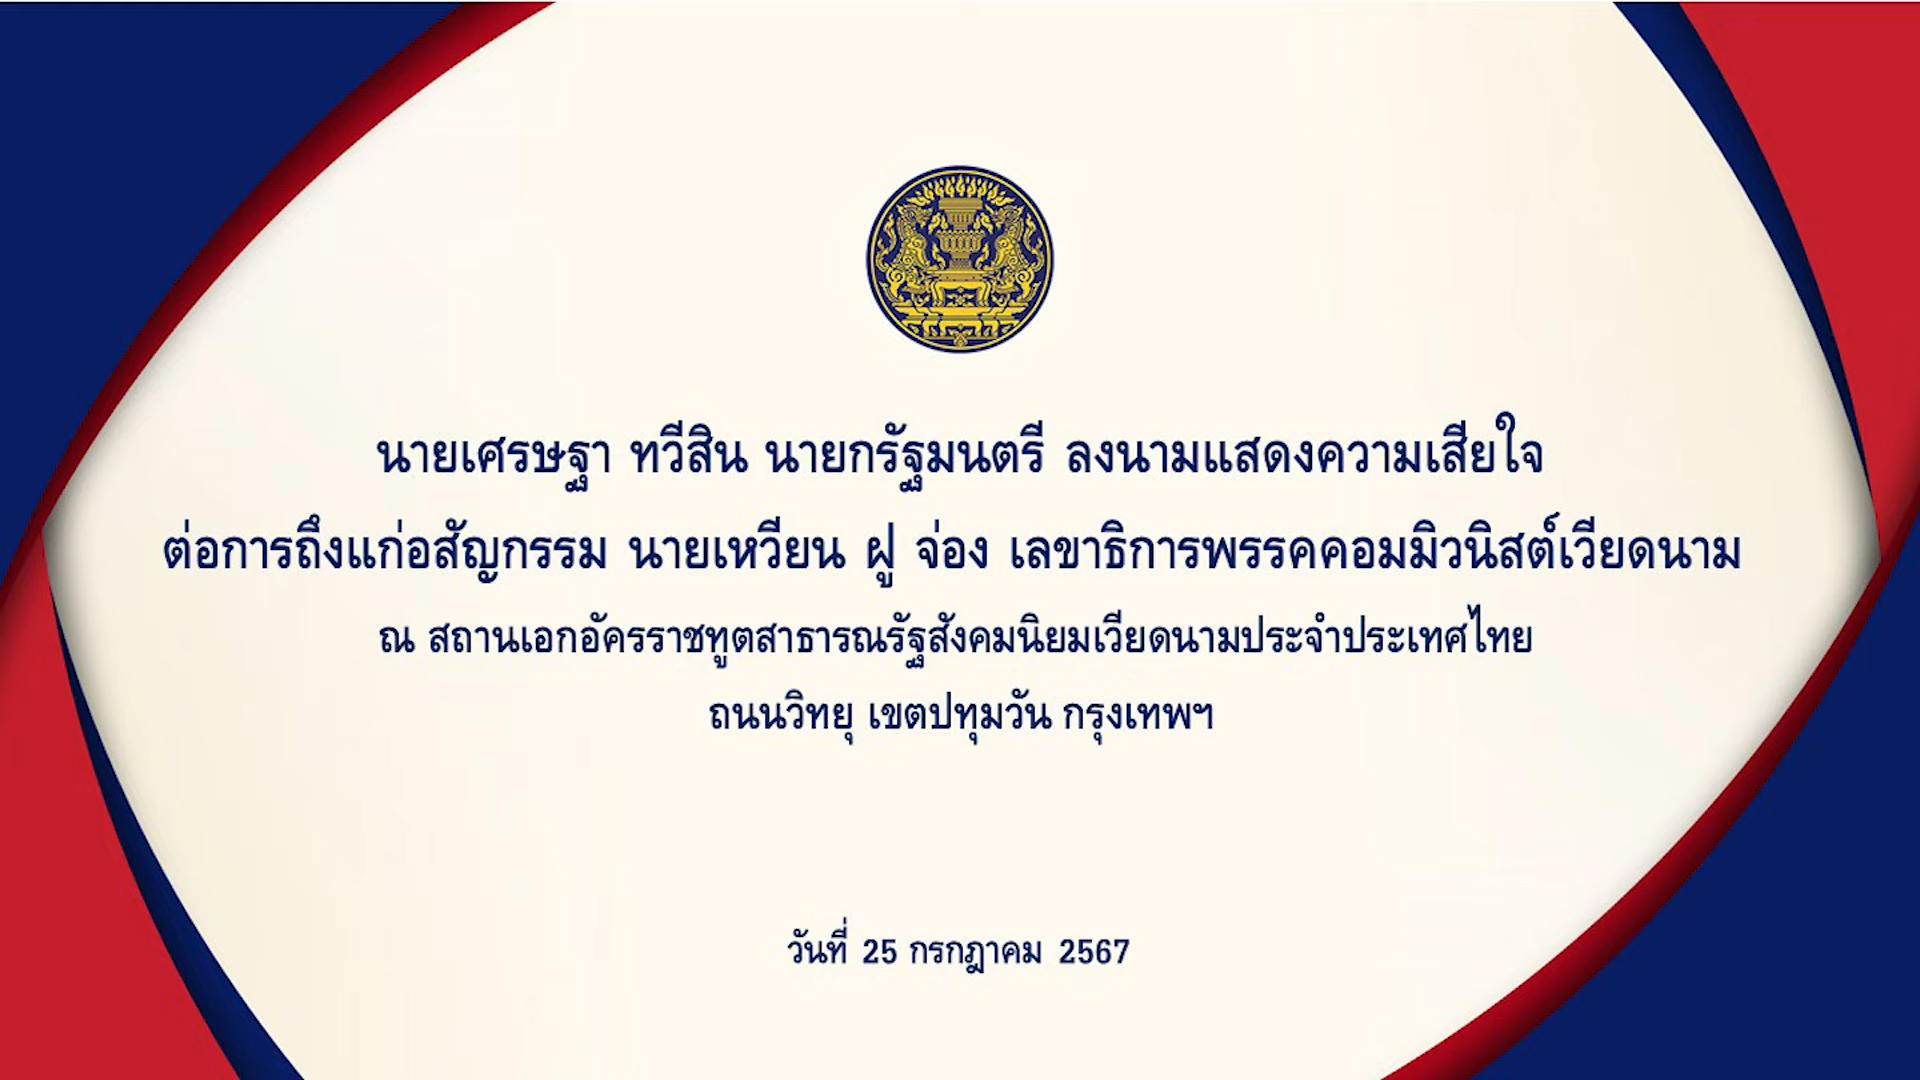 นายเศรษฐา ทวีสิน นายกรัฐมนตรี ลงนามแสดงความเสียใจ
ต่อการถึงแก่อสัญกรรม นายเหวียน ฝู จ่อง เลขาธิการพรรคคอมมิวนิสต์เวียดนาม
ณ สถานเอกอัครราชทูตสาธารณรัฐสังคมนิยมเวียดนามประจำประเทศไทย
ถนนวิทยุ เขตปทุมวัน กรุงเทพฯ
วันที่ 25 กรกฎาคม 2567